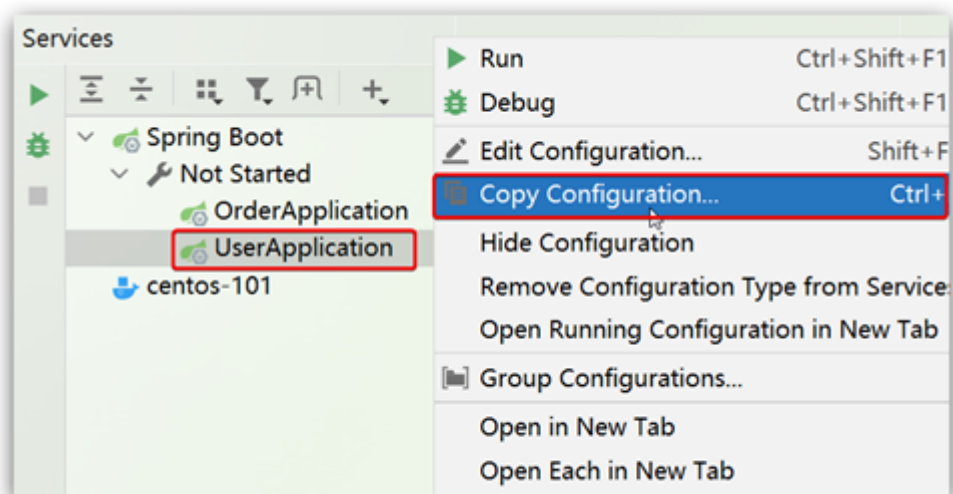 Services
Spring Boot
Not Started
OrderApplication
UserApplication
centos-101
Run Ctrl+Shift+F1
Debug Ctrl+Shift+F1
Edit Configuration... Shift+F
Copy Configuration... Ctrl+
Hide Configuration
Remove Configuration Type from Service
Open Running Configuration in New Tab
Group Configurations...
Open in New Tab
Open Each in New Tab